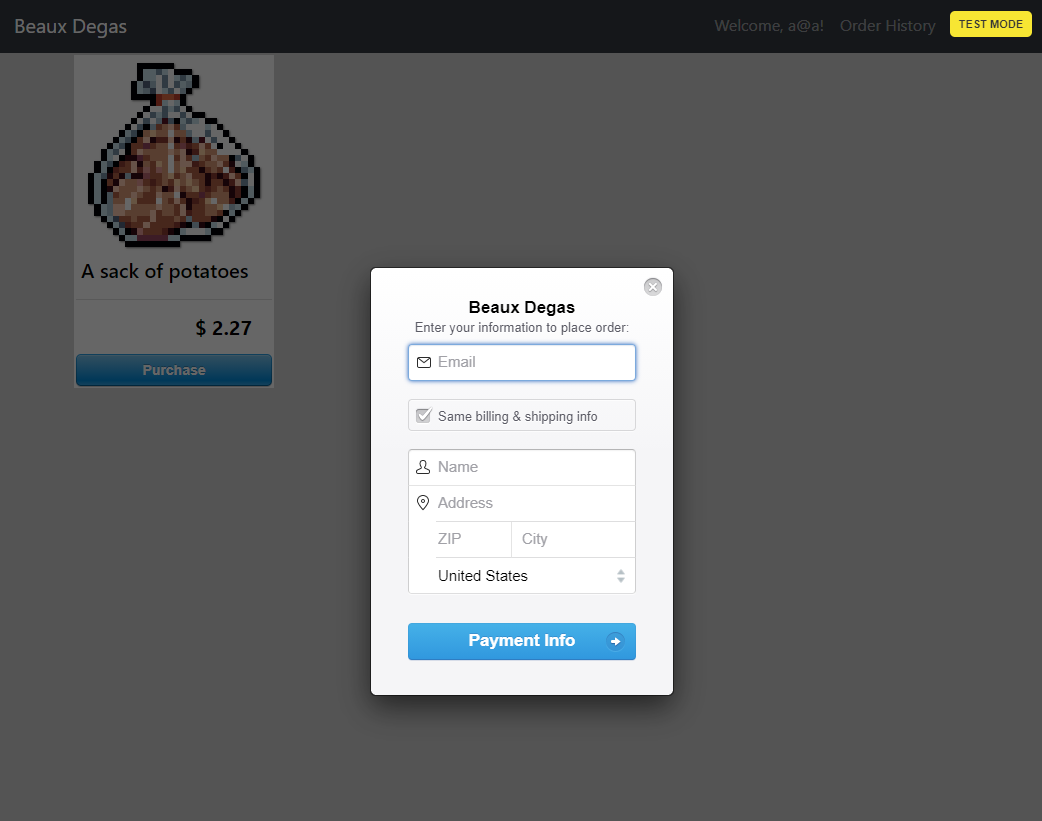 Beaux Degas
Welcome, a@a! Order History TEST MODE
A sack of potatoes
$ 2.27
Purchase
Beaux Degas
Enter your information to place order:
Email
Same billing & shipping info
Name
Address
ZIP City
United States
Payment Info